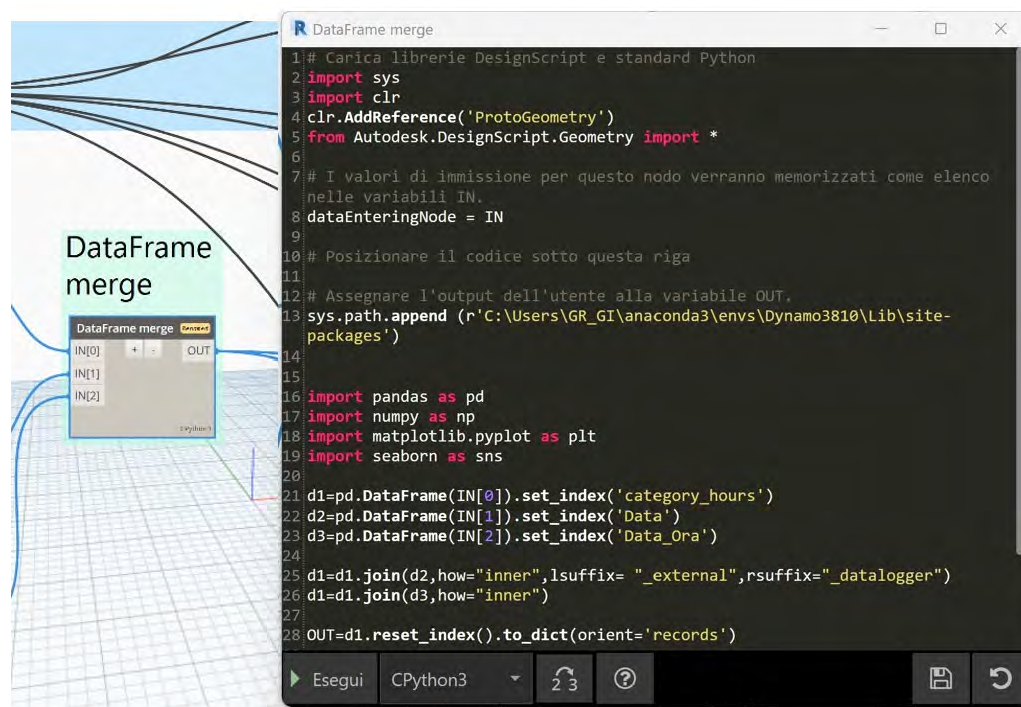 DataFrame merge
1 # Carica librerie DesignScript e standard Python
2 import sys
3 import clr
4 clr.AddReference('ProtoGeometry')
5 from Autodesk.DesignScript.Geometry import *
6
7 # I valori di immissione per questo nodo verranno memorizzati come elenco
nelle variabili IN.
8 dataEnteringNode = IN
9
10 # Posizionare il codice sotto questa riga
11
12 # Assegnare l'output dell'utente alla variabile OUT.
13 sys.path.append (r'C:\Users\GR_GI\anaconda3\envs\Dynamo3810\Lib\site-
packages')
14
15
16 import pandas as pd
17 import numpy as np
18 import matplotlib.pyplot as plt
19 import seaborn as sns
20
21 d1=pd.DataFrame(IN[0]).set_index('category_hours')
22 d2=pd.DataFrame(IN[1]).set_index('Data')
23 d3=pd.DataFrame(IN[2]).set_index('Data_Ora')
24
25 d1=d1.join(d2,how="inner",lsuffix= "_external",rsuffix="_datalogger")
26 d1=d1.join(d3,how="inner")
27
28 OUT=d1.reset_index().to_dict(orient='records')
Esegui
CPython3
2 3
?
DataFrame
merge
DataFrame merge Renamed
IN[0] + - OUT
IN[1]
IN[2]
CPython3